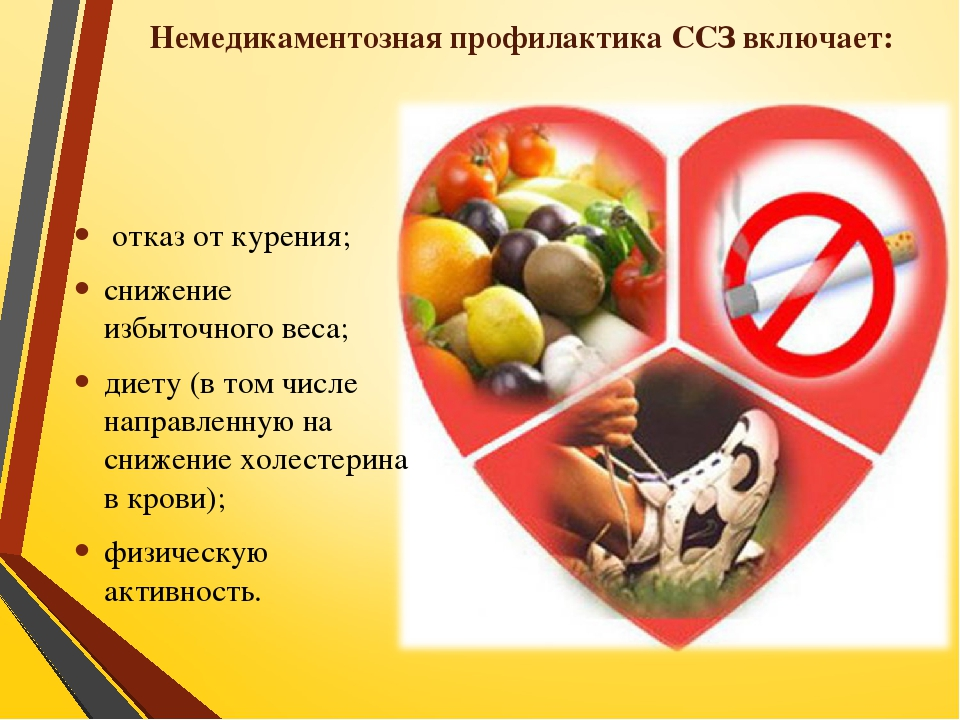 Немедикаментозная профилактика ССЗ включает:
• отказ от курения;
• снижение
избыточного веса;
• диету (в том числе
направленную на
снижение холестерина
в крови);
• физическую
активность.